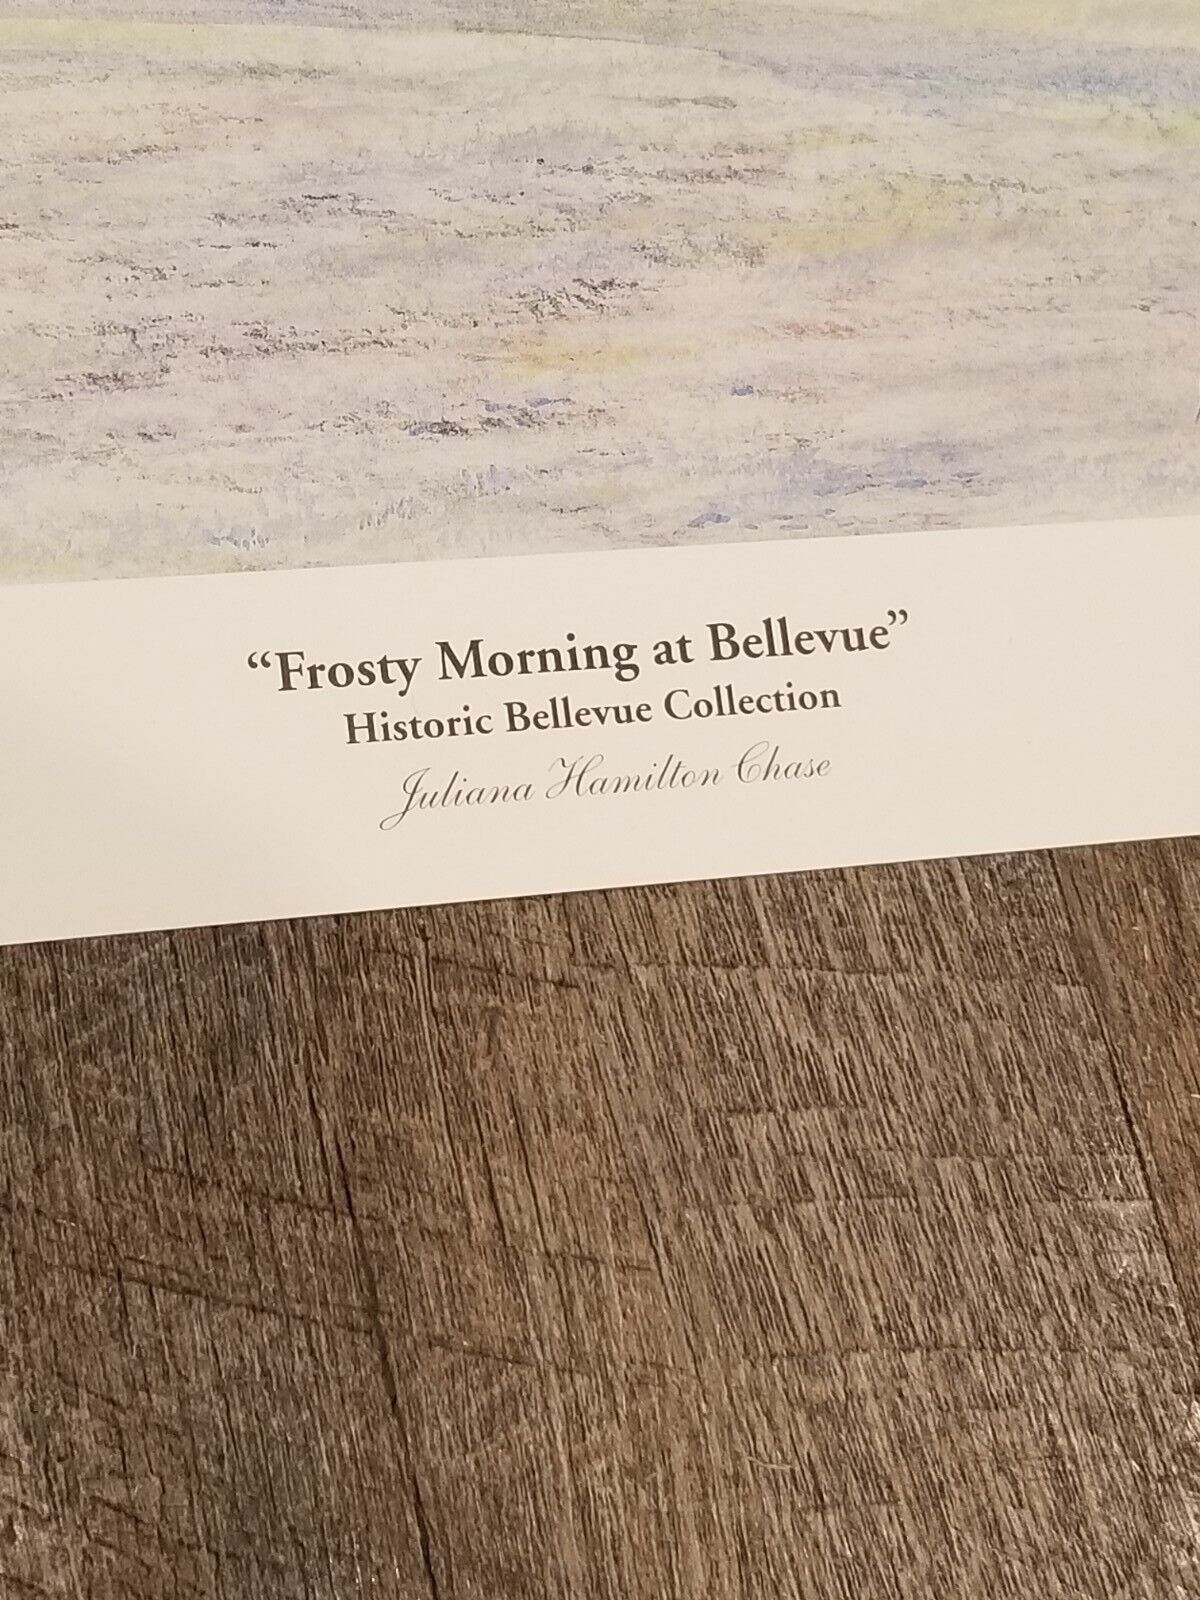 “Frosty Morning at Bellevue”
Historic Bellevue Collection
Juliana Hamilton Chase